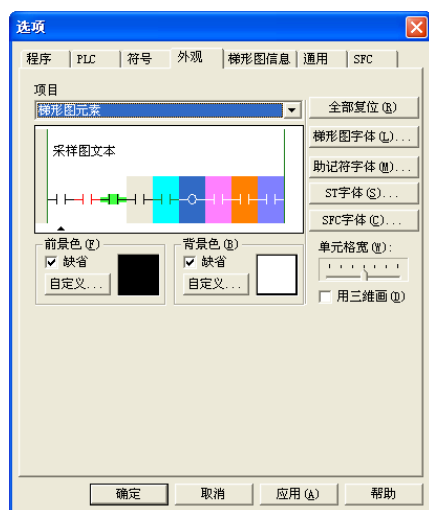 选项
程序 PLC 符号 外观 梯形图信息 通用 SFC
项目
梯形图元素
全部复位(R)
梯形图字体(L)...
采样图文本
助记符字体(M)...
ST字体(S)...
SFC字体(C)...
前景色(F) 背景色(B) 单元格宽(W):
缺省 缺省
自定义... 自定义...
用三维画(D)
确定 取消 应用(A) 帮助